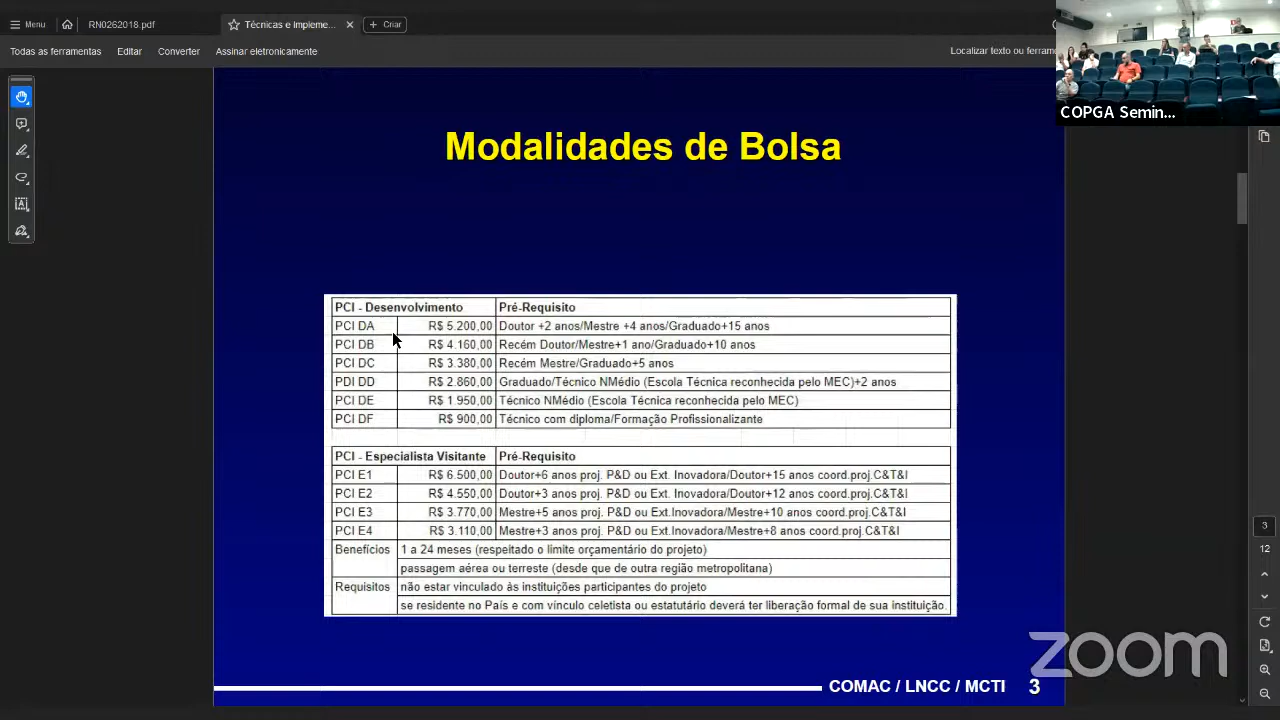 Menu
RN0262018.pdf
Técnicas e Impleme...
Criar
Todas as ferramentas
Editar
Converter
Assinar eletronicamente
Localizar texto ou ferram
COPGA Semin...
Modalidades de Bolsa
PCI - Desenvolvimento Pré-Requisito
PCI DA R$ 5.200,00 Doutor +2 anos/Mestre +4 anos/Graduado+15 anos
PCI DB R$ 4.160,00 Recém Doutor/Mestre+1 ano/Graduado+10 anos
PCI DC R$ 3.380,00 Recém Mestre/Graduado+5 anos
PDI DD R$ 2.860,00 Graduado/Técnico NMédio (Escola Técnica reconhecida pelo MEC)+2 anos
PCI DE R$ 1.950,00 Técnico NMédio (Escola Técnica reconhecida pelo MEC)
PCI DF R$ 900,00 Técnico com diploma/Formação Profissionalizante
PCI - Especialista Visitante Pré-Requisito
PCI E1 R$ 6.500,00 Doutor+6 anos proj. P&D ou Ext. Inovadora/Doutor+15 anos coord.proj.C&T&I
PCI E2 R$ 4.550,00 Doutor+3 anos proj. P&D ou Ext. Inovadora/Doutor+12 anos coord.proj.C&T&I
PCI E3 R$ 3.770,00 Mestre+5 anos proj. P&D ou Ext.Inovadora/Mestre+10 anos coord.proj.C&T&I
PCI E4 R$ 3.110,00 Mestre+3 anos proj. P&D ou Ext.Inovadora/Mestre+8 anos coord.proj.C&T&I
Benefícios 1 a 24 meses (respeitado o limite orçamentário do projeto)
passagem aérea ou terreste (desde que de outra região metropolitana)
Requisitos não estar vinculado às instituições participantes do projeto
se residente no País e com vínculo celetista ou estatutário deverá ter liberação formal de sua instituição.
3
12
zoom
COMAC / LNCC / MCTI 3